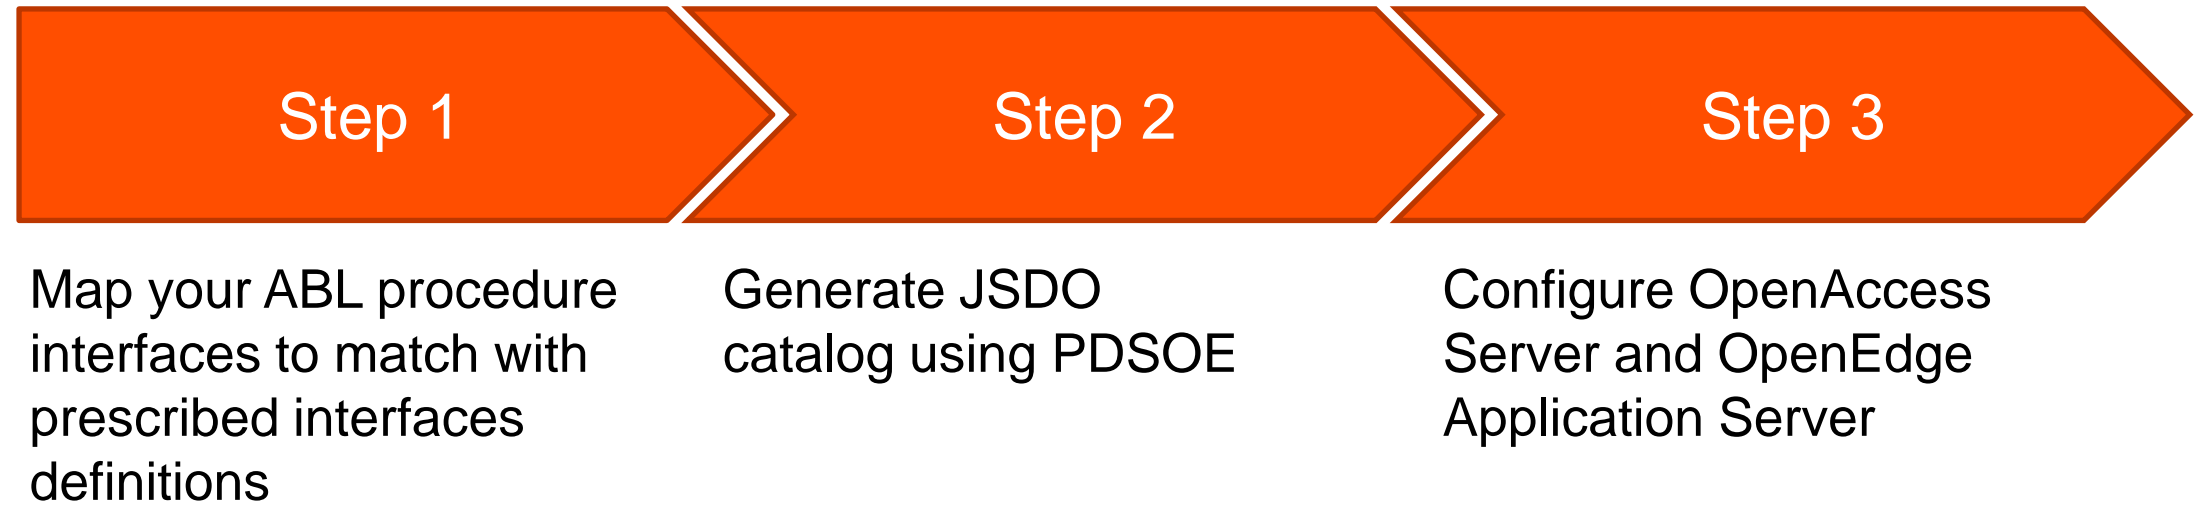 Step 1
Step 2
Step 3
Map your ABL procedure
interfaces to match with
prescribed interfaces
definitions
Generate JSDO
catalog using PDSOE
Configure OpenAccess
Server and OpenEdge
Application Server